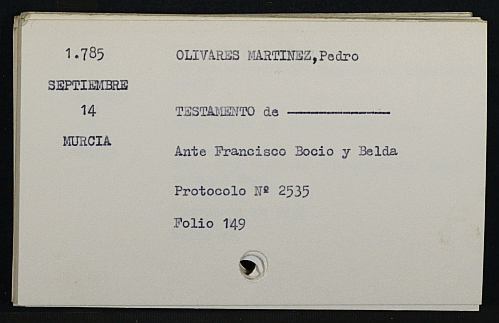 1.785
SEPTIEMBRE
14
MURCIA
OLIVARES MARTINEZ,Pedro
TESTAMENTO de ————————
Ante Francisco Bocio y Belda
Protocolo Nº 2535
Folio 149